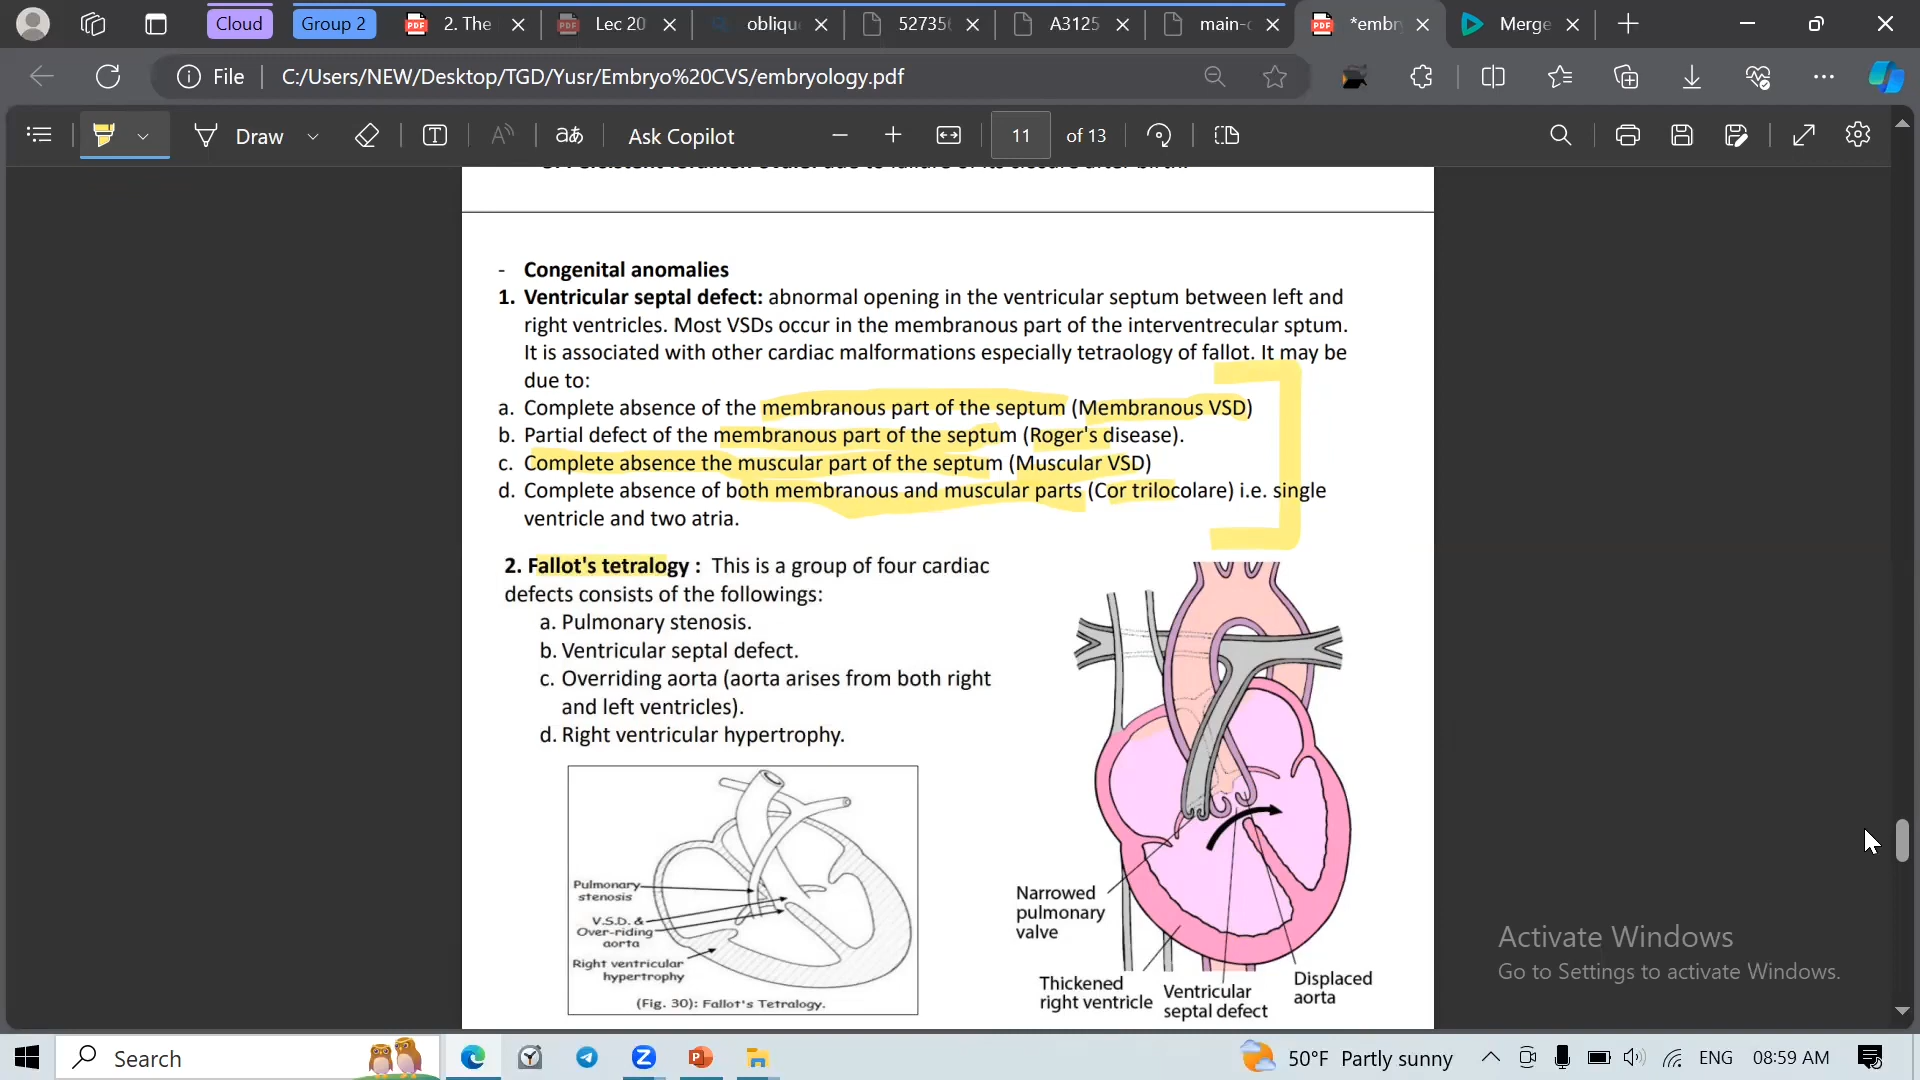 Cloud
Group 2
2. The
Lec 20
obliqu
52735
A3125
main-c
*embry
Merge
File
C:/Users/NEW/Desktop/TGD/Yusr/Embryo%20CVS/embryology.pdf
Draw
Ask Copilot
11
of 13
- Congenital anomalies
1. Ventricular septal defect: abnormal opening in the ventricular septum between left and
right ventricles. Most VSDs occur in the membranous part of the interventrecular sptum.
It is associated with other cardiac malformations especially tetraology of fallot. It may be
due to:
a. Complete absence of the membranous part of the septum (Membranous VSD)
b. Partial defect of the membranous part of the septum (Roger's disease).
c. Complete absence the muscular part of the septum (Muscular VSD)
d. Complete absence of both membranous and muscular parts (Cor trilocolare) i.e. single
ventricle and two atria.
2. Fallot's tetralogy : This is a group of four cardiac
defects consists of the followings:
a. Pulmonary stenosis.
b. Ventricular septal defect.
c. Overriding aorta (aorta arises from both right
and left ventricles).
d. Right ventricular hypertrophy.
Pulmonary
stenosis
V.S.D. &
Over-riding
aorta
Right ventricular
hypertrophy
(Fig. 30): Fallot's Tetralogy.
Narrowed
pulmonary
valve
Thickened
right ventricle
Ventricular
septal defect
Displaced
aorta
Activate Windows
Go to Settings to activate Windows.
Search
50°F Partly sunny
ENG
08:59 AM